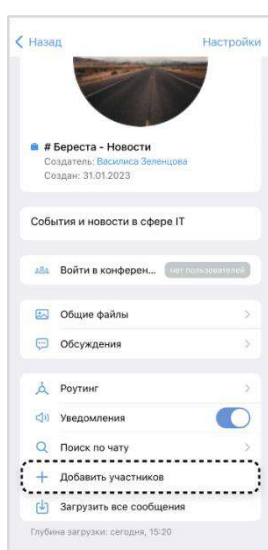 Назад
Настройки
# Береста - Новости
Создатель: Василиса Зеленцова
Создан: 31.01.2023
События и новости в сфере IT
Войти в конферен... нет пользователей
Общие файлы
Обсуждения
Роутинг
Уведомления
Поиск по чату
Добавить участников
Загрузить все сообщения
Глубина загрузки: сегодня, 15:20